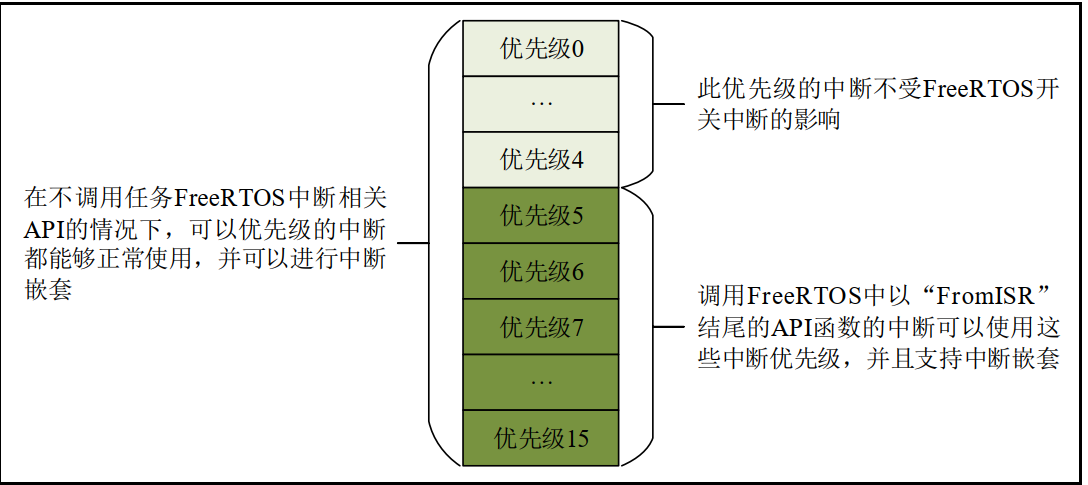 在不调用任务FreeRTOS中断相关
API的情况下，可以优先级的中断
都能够正常使用，并可以进行中断
嵌套
优先级0
…
优先级4
优先级5
优先级6
优先级7
…
优先级15
此优先级的中断不受FreeRTOS开
关中断的影响
调用FreeRTOS中以“FromISR”
结尾的API函数的中断可以使用这
些中断优先级，并且支持中断嵌套